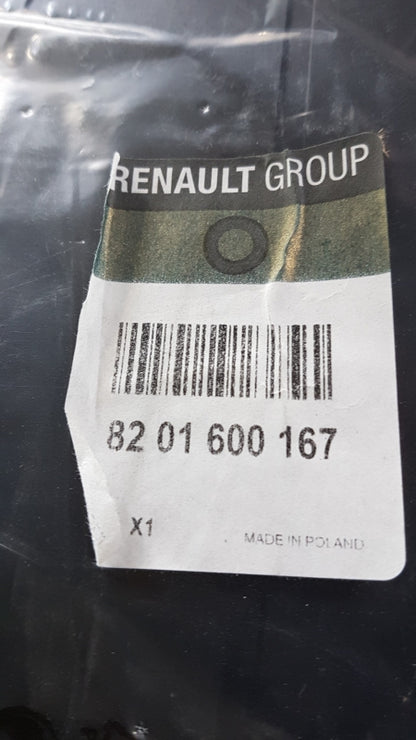 RENAULT GROUP
82 01 600 167
X1
MADE IN POLAND